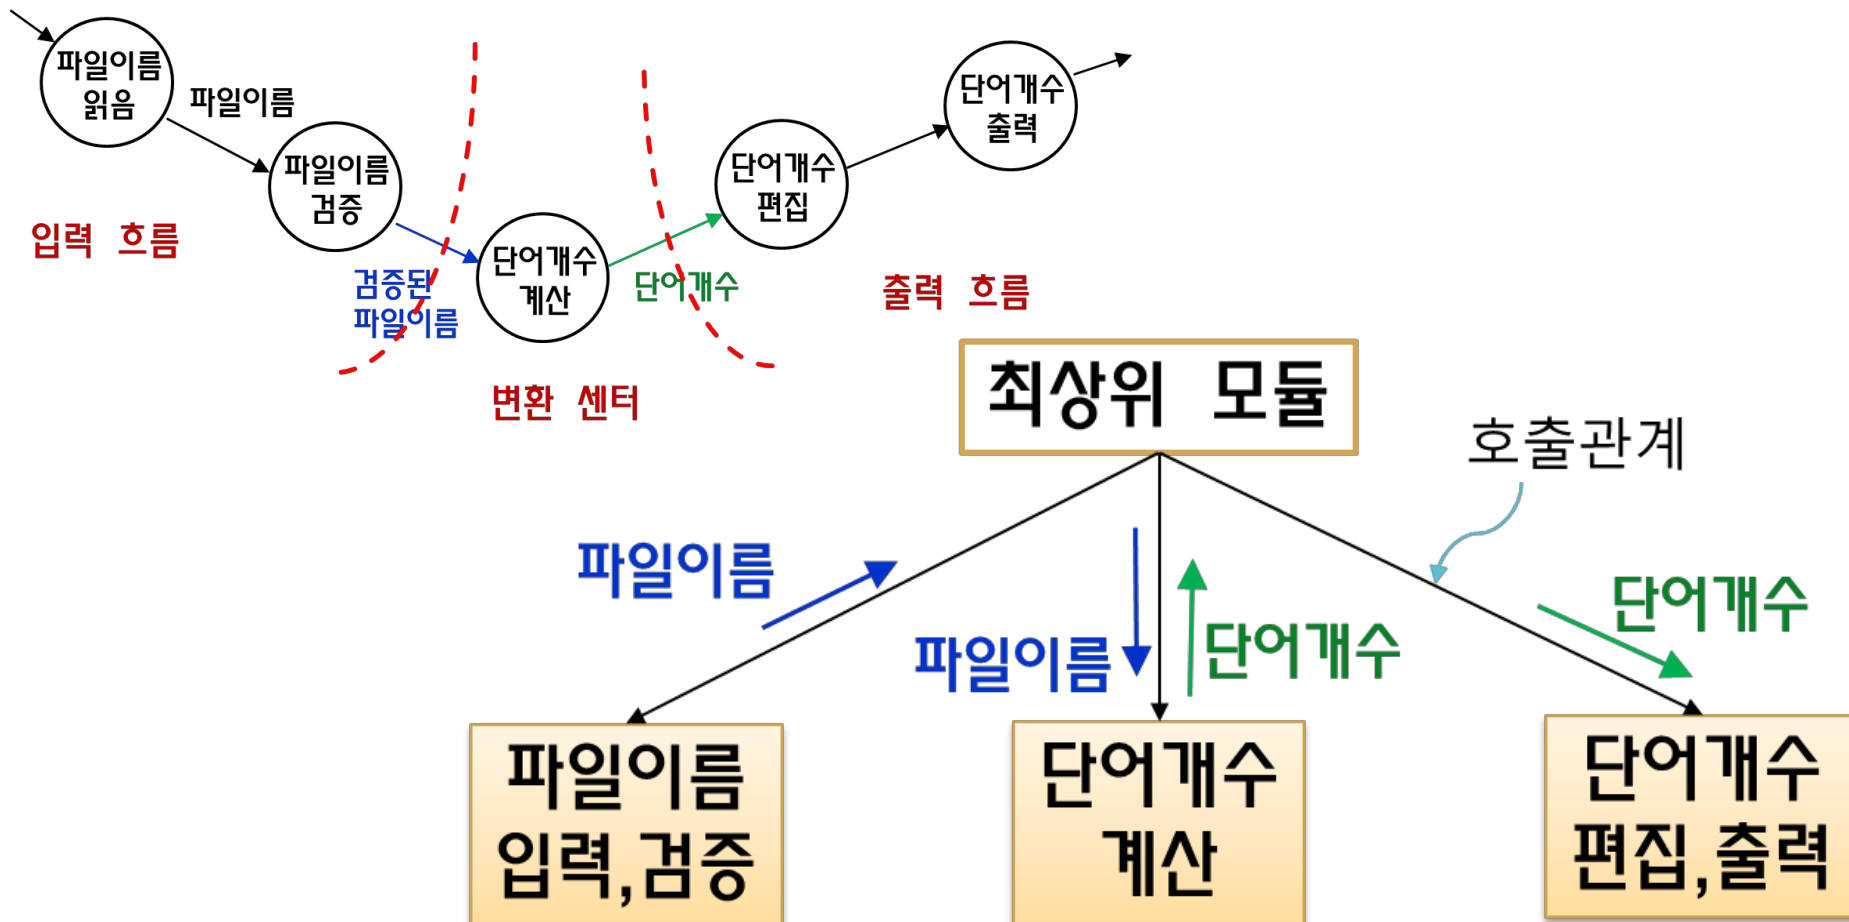 파일이름
읽음
파일이름
파일이름
검증
입력 흐름
검증된
파일이름
단어개수
계산
변환 센터
단어개수
단어개수
편집
단어개수
출력
출력 흐름
최상위 모듈
호출관계
파일이름
파일이름
단어개수
단어개수
파일이름
입력,검증
단어개수
계산
단어개수
편집,출력